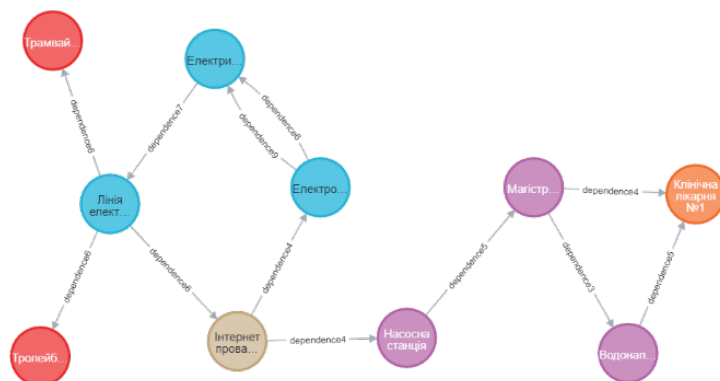 Трамвай...
Електри...
dependence6
dependence7
dependence6
dependence9
Лінія
елект...
Електро...
Магістр...
dependence4
Клінічна
лікарня
№1
dependence6
dependence6
dependence4
dependence5
dependence3
dependence5
Тролейб...
Інтернет
прова...
dependence4
Насосна
станція
Водонап...